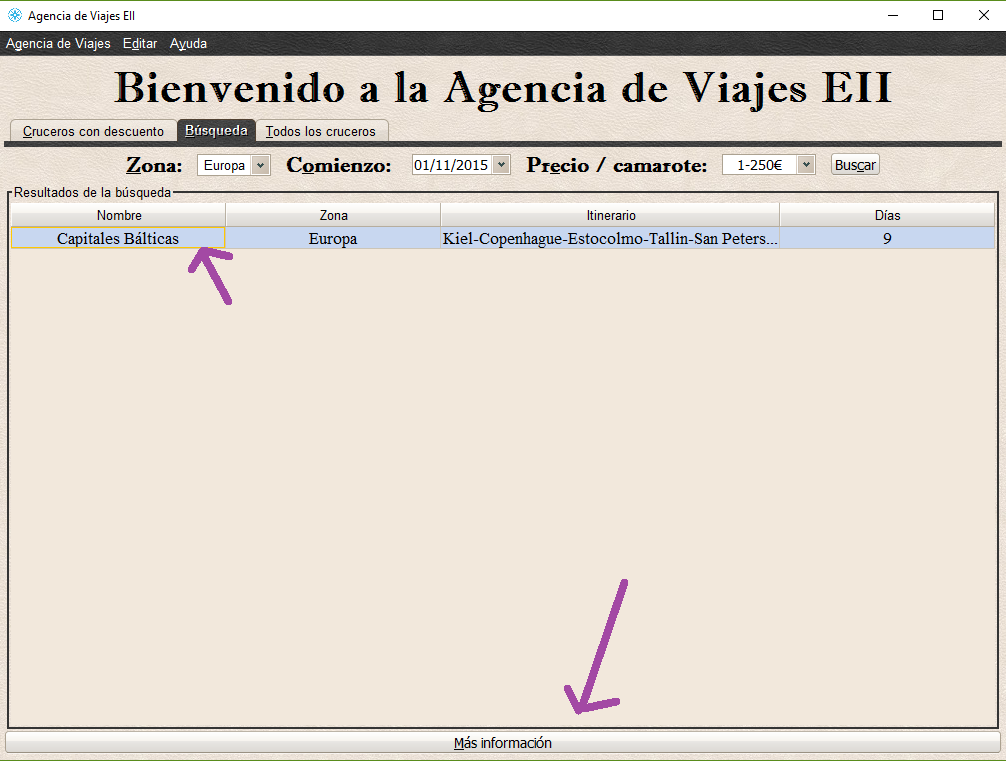 Agencia de Viajes EII
Agencia de Viajes Editar Ayuda
Bienvenido a la Agencia de Viajes EII
Cruceros con descuento Búsqueda Todos los cruceros
Zona: Europa Comienzo: 01/11/2015 Precio / camarote: 1-250€ Buscar
Resultados de la búsqueda
Nombre Zona Itinerario Días
Capitales Bálticas Europa Kiel-Copenhague-Estocolmo-Tallin-San Peters... 9
Más información